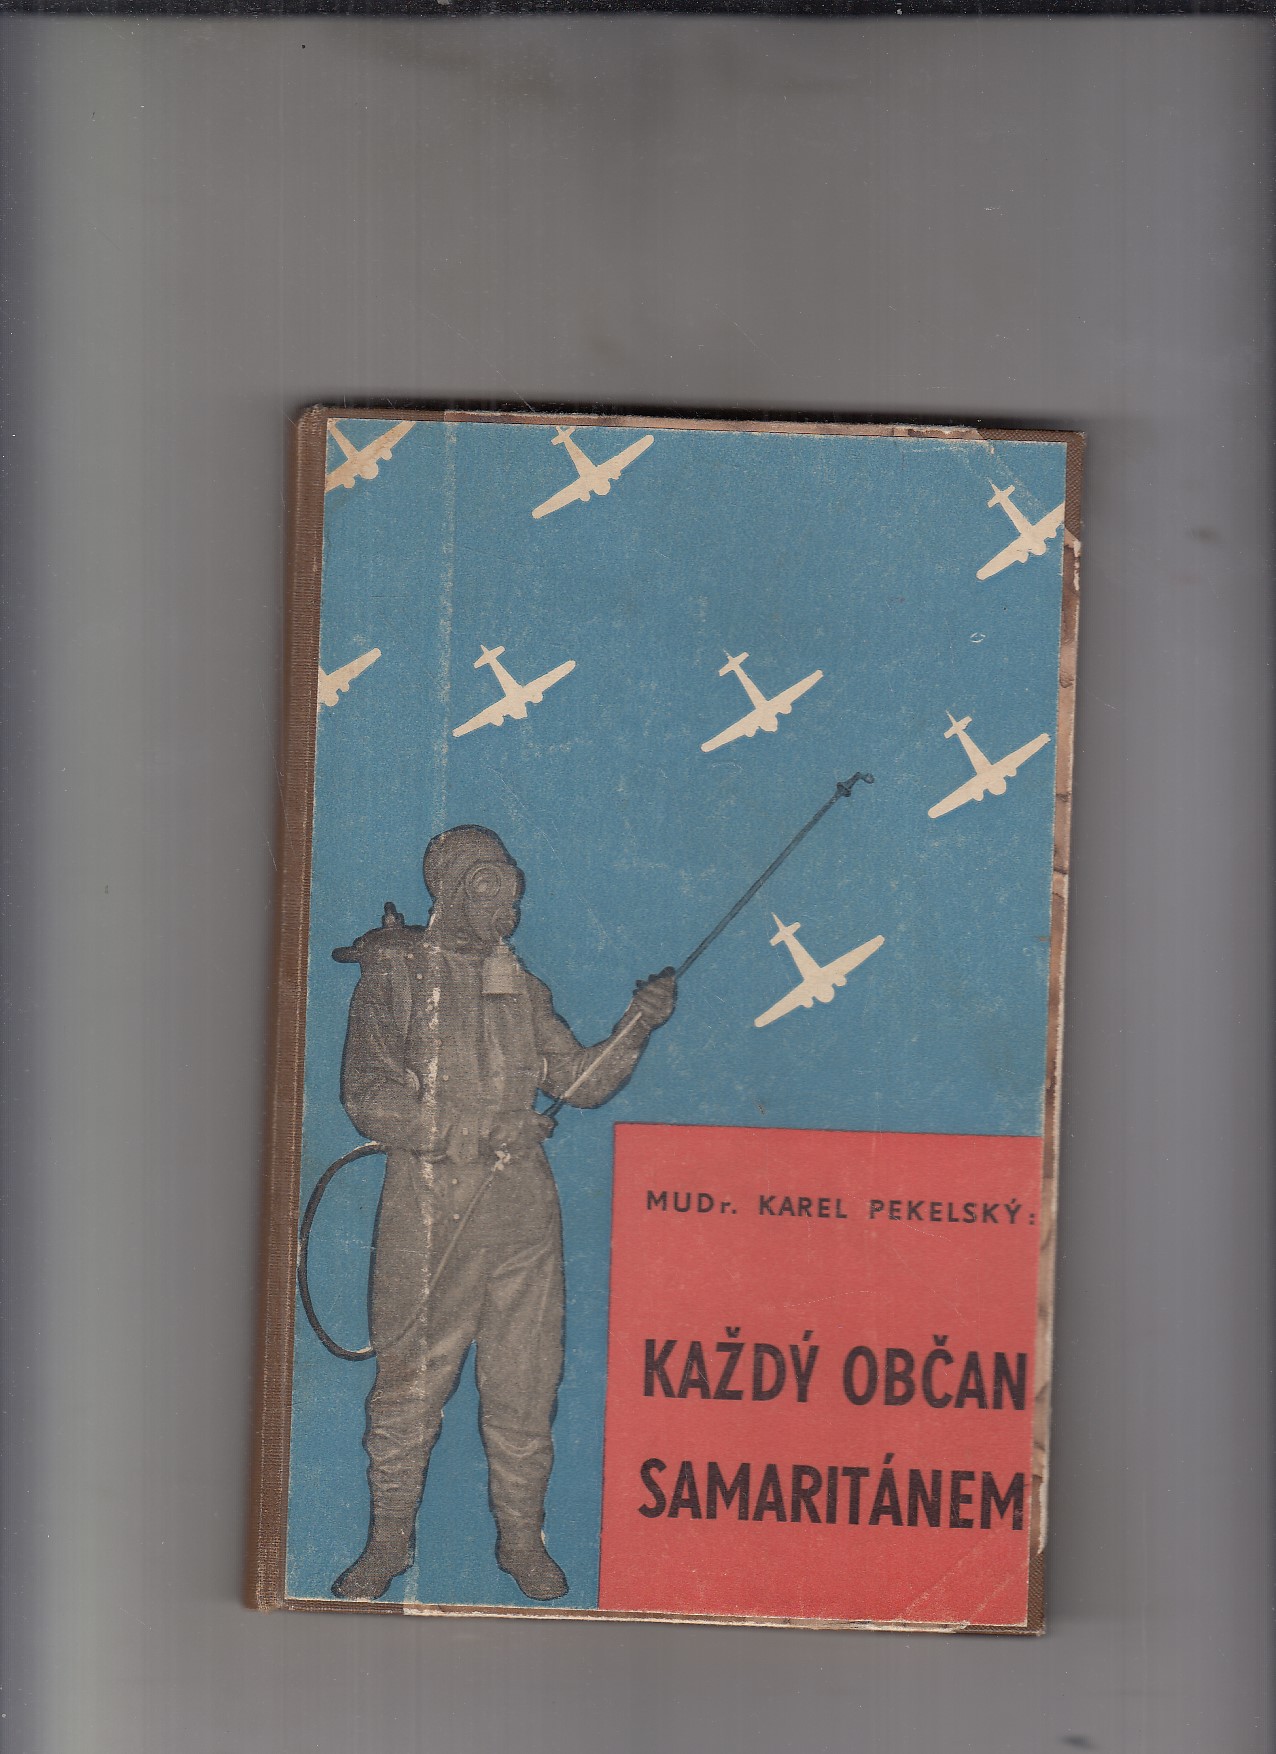 MUDr. KAREL PEKELSKÝ:
KAŽDÝ OBČAN
SAMARITÁNEM